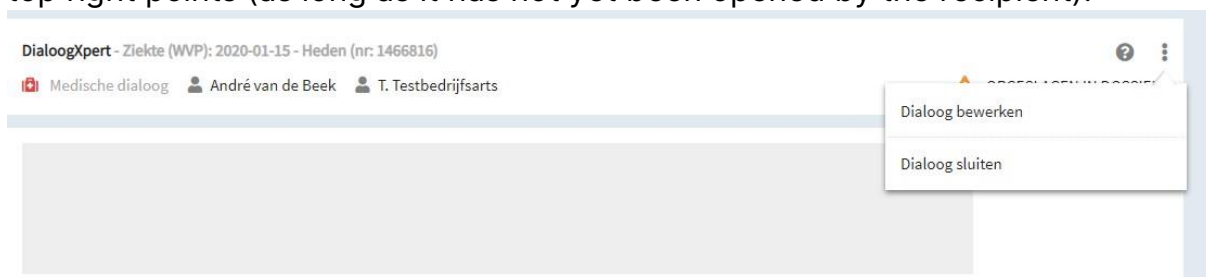 top right points (as long as it has not yet been opened by the recipient).
DialoogXpert - Ziekte (WVP): 2020-01-15 - Heden (nr: 1466816)
Medische dialoog André van de Beek T. Testbedrijfsarts
Dialoog bewerken
Dialoog sluiten